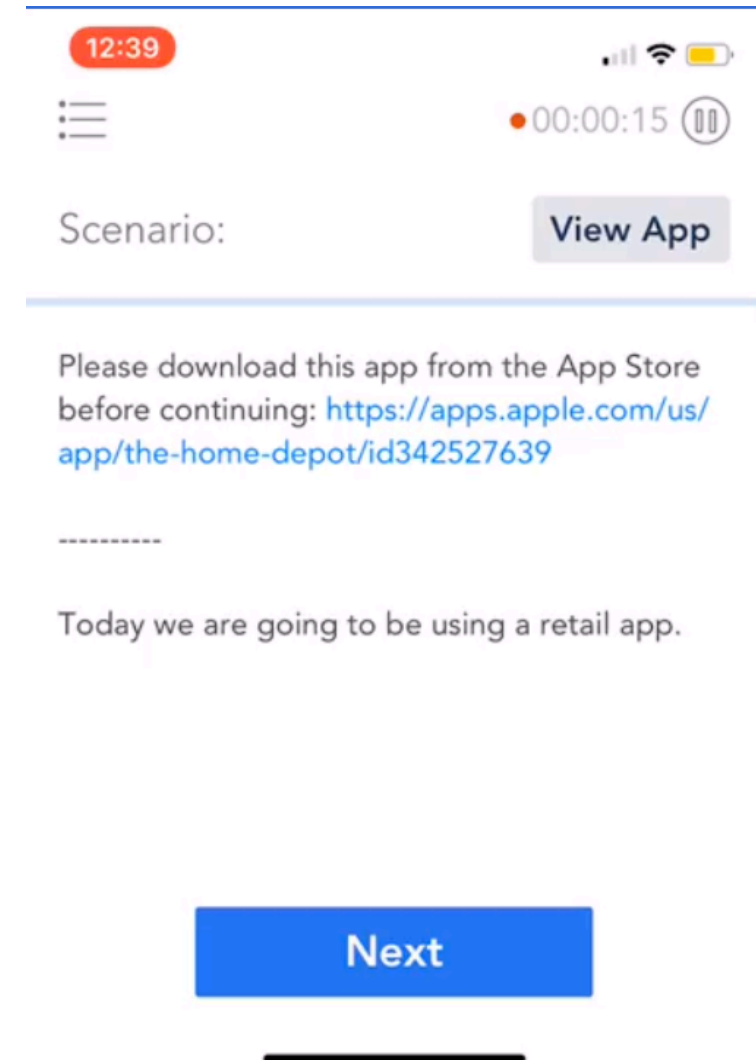 12:39
00:00:15
Scenario:
View App
Please download this app from the App Store
before continuing: https://apps.apple.com/us/
app/the-home-depot/id342527639
----------
Today we are going to be using a retail app.
Next